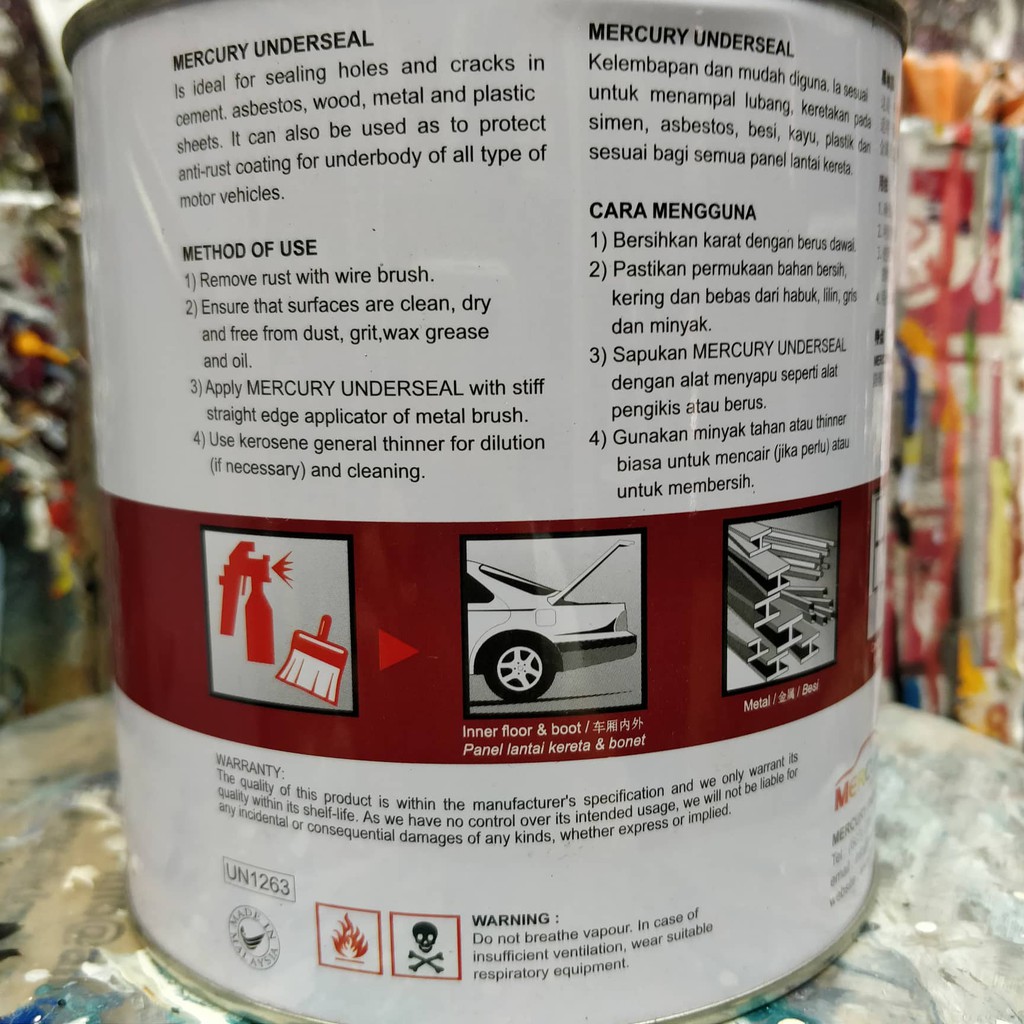 MERCURY UNDERSEAL
Is ideal for sealing holes and cracks in
cement. asbestos, wood, metal and plastic
sheets. It can also be used as to protect
anti-rust coating for underbody of all type of
motor vehicles.
METHOD OF USE
1) Remove rust with wire brush.
2) Ensure that surfaces are clean, dry
and free from dust, grit,wax grease
and oil.
3) Apply MERCURY UNDERSEAL with stiff
straight edge applicator of metal brush.
4) Use kerosene general thinner for dilution
(if necessary) and cleaning.
MERCURY UNDERSEAL
Kelembapan dan mudah diguna. Ia sesuai
untuk menampal lubang, keretakan pada
simen, asbestos, besi, kayu, plastik dan
sesuai bagi semua panel lantai kereta.
CARA MENGGUNA
1) Bersihkan karat dengan berus dawai.
2) Pastikan permukaan bahan bersih,
kering dan bebas dari habuk, lilin, gris
dan minyak.
3) Sapukan MERCURY UNDERSEAL
dengan alat menyapu seperti alat
pengikis atau berus.
4) Gunakan minyak tahan atau thinner
biasa untuk mencair (jika perlu) atau
untuk membersih.
Inner floor & boot / 车厢内外
Panel lantai kereta & bonet
Metal / 金属 / Besi
WARRANTY:
The quality of this product is within the manufacturer's specification and we only warrant its
quality within its shelf-life. As we have no control over its intended usage, we will not be liable for
any incidental or consequential damages of any kinds, whether express or implied.
UN1263
MADE IN
MALAYSIA
WARNING :
Do not breathe vapour. In case of
insufficient ventilation, wear suitable
respiratory equipment.